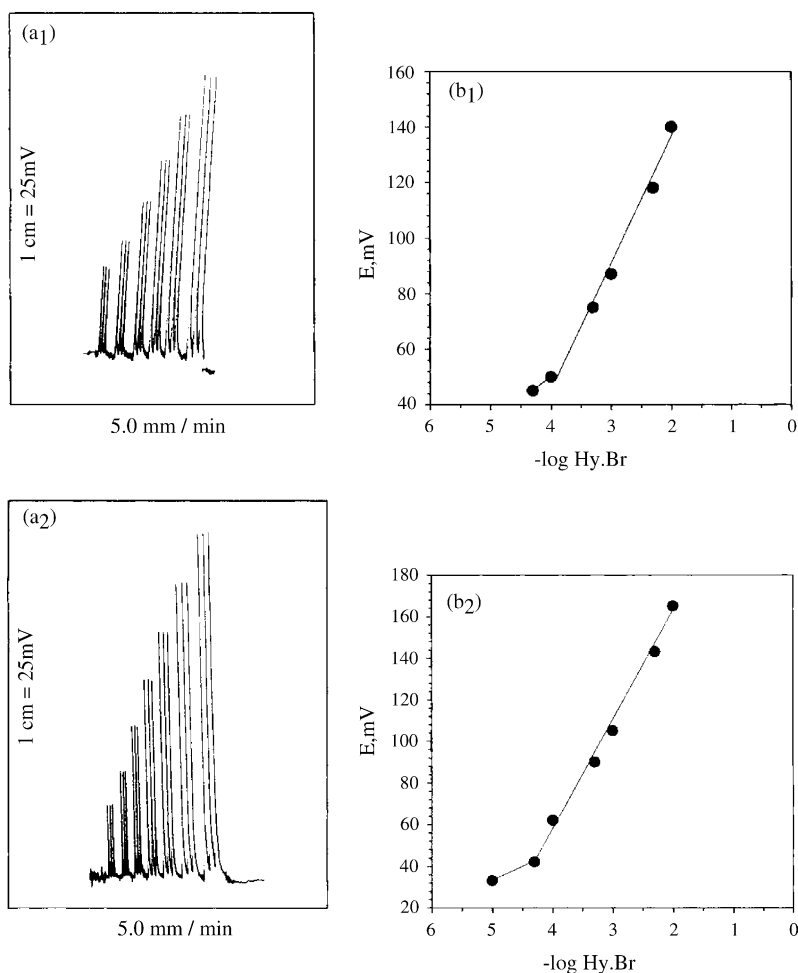 (a1)
1 cm = 25mV
5.0 mm / min
(b1)
160
140
120
100
80
60
40
E,mV
6 5 4 3 2 1 0
-log Hy.Br
(a2)
1 cm = 25mV
5.0 mm / min
(b2)
180
160
140
120
100
80
60
40
20
E,mV
6 5 4 3 2 1 0
-log Hy.Br